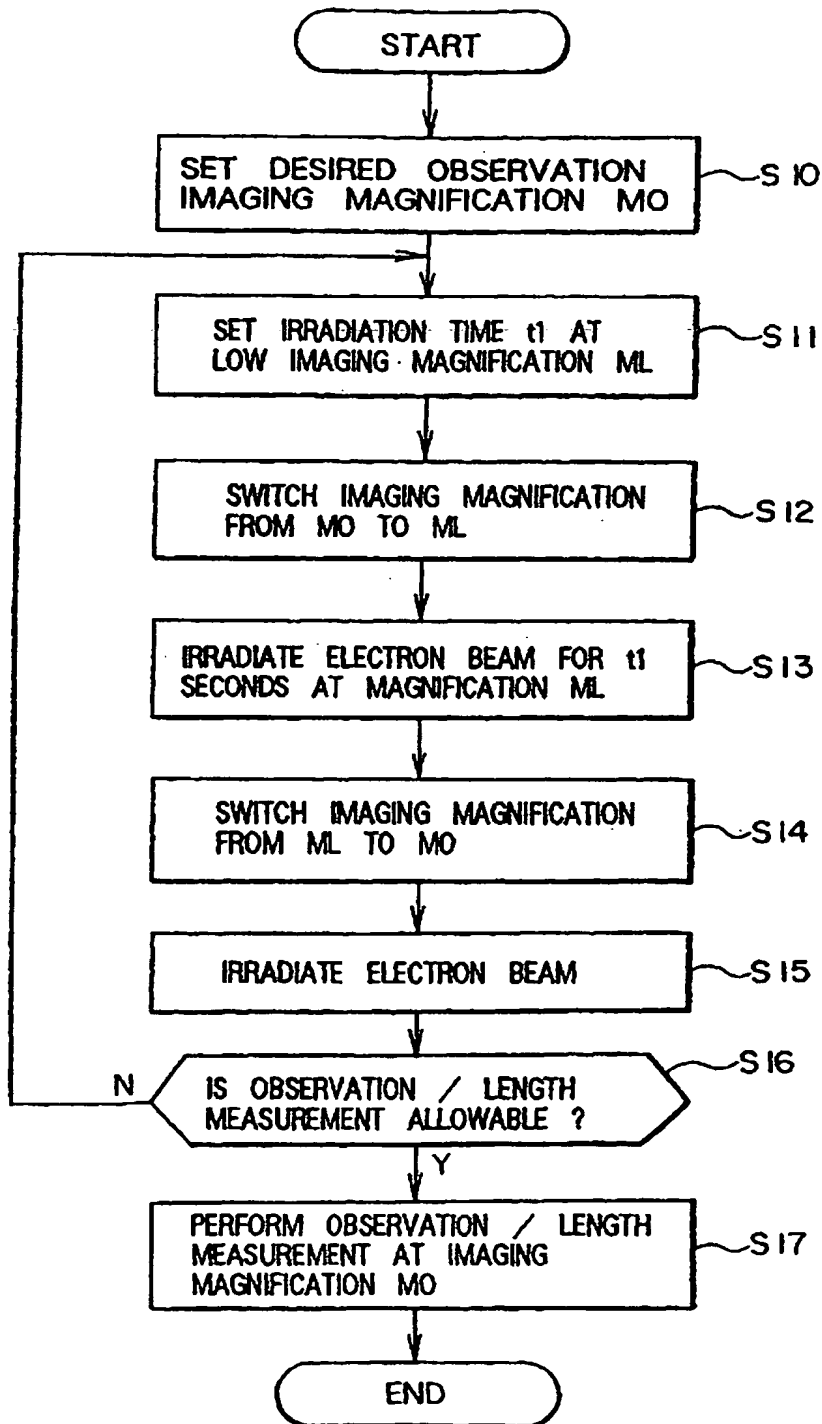 START
SET DESIRED OBSERVATION
IMAGING MAGNIFICATION MO
S10
SET IRRADIATION TIME t1 AT
LOW IMAGING MAGNIFICATION ML
S11
SWITCH IMAGING MAGNIFICATION
FROM MO TO ML
S12
IRRADIATE ELECTRON BEAM FOR t1
SECONDS AT MAGNIFICATION ML
S13
SWITCH IMAGING MAGNIFICATION
FROM ML TO MO
S14
IRRADIATE ELECTRON BEAM
S15
N
IS OBSERVATION / LENGTH
MEASUREMENT ALLOWABLE ?
S16
Y
PERFORM OBSERVATION / LENGTH
MEASUREMENT AT IMAGING
MAGNIFICATION MO
S17
END